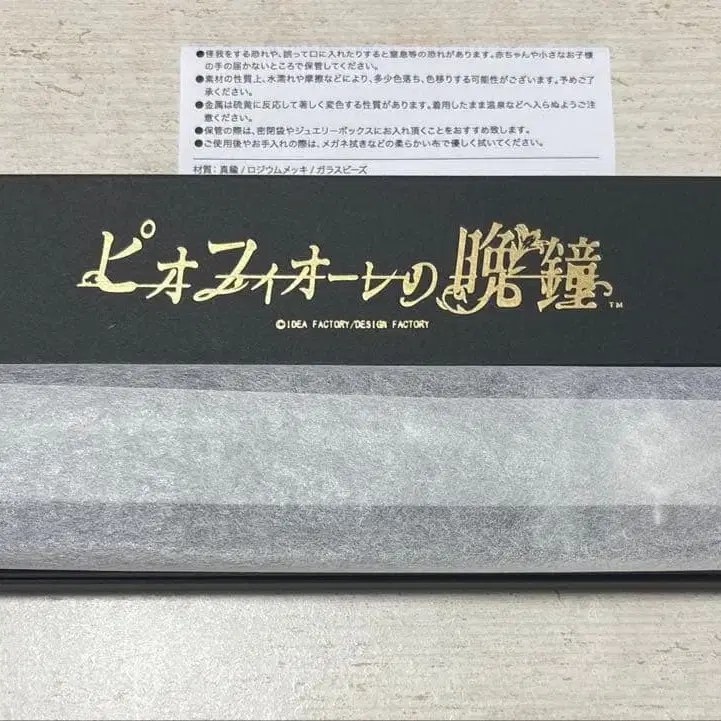 ●怪我をする恐れや、誤って口に入れたりすると窒息等の恐れがあります。赤ちゃんや小さなお子様
の手の届かないところで保管してください。
●素材の性質上、水濡れや摩擦などにより、多少色落ち、色移りする可能性がございます。予めご了
承ください。
●金属は硫黄に反応して著しく変色する性質があります。着用したまま温泉などへ入らぬようご注
意ください。
●保管の際は、密閉袋やジュエリーボックスにお入れ頂くことをおすすめ致します。
●ご使用後やお手入れの際は、メガネ拭きなどの柔らかい布で優しく拭いてください。
材質：真鍮 / ロジウムメッキ / ガラスビーズ
ピオフィオーレの晩鐘™
©IDEA FACTORY/DESIGN FACTORY